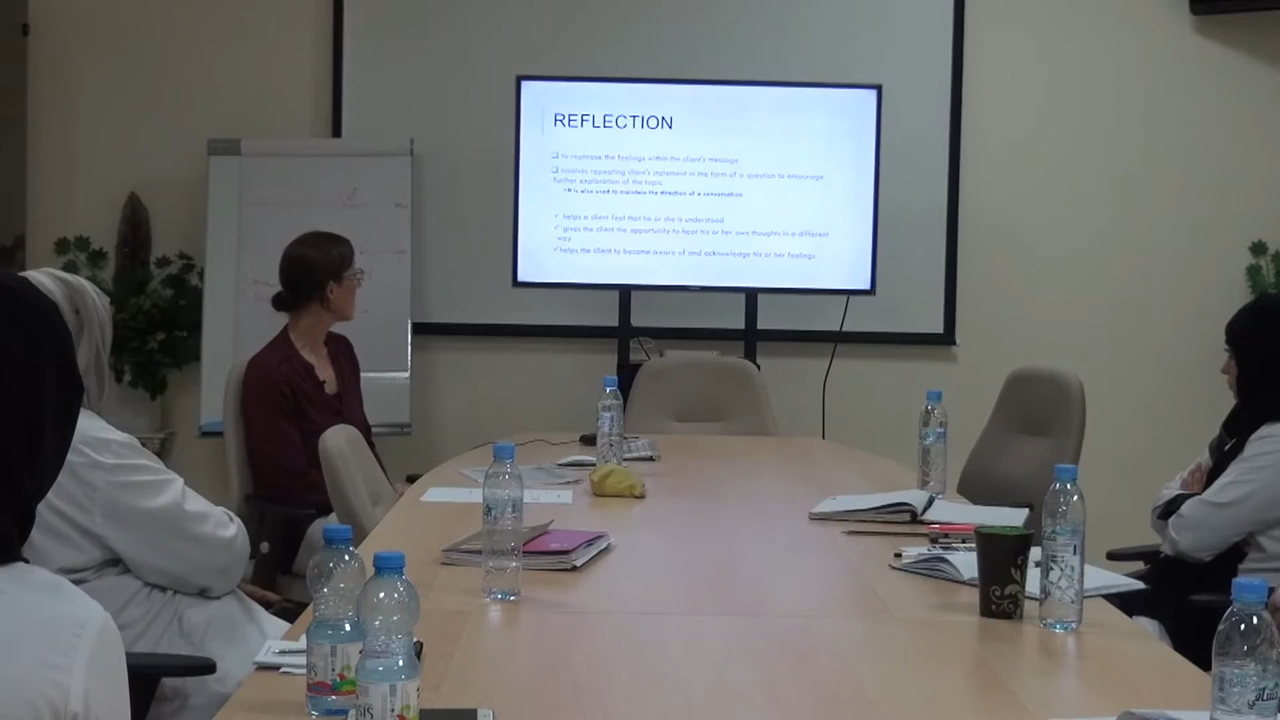 REFLECTION
❑ to rephrase the feelings within the client's message
❑ involves repeating client's statement in the form of a question to encourage
further exploration of the topic
• It is also used to maintain the direction of a conversation
✓ helps a client feel that he or she is understood
✓ gives the client the opportunity to hear his or her own thoughts in a different
way
✓ helps the client to become aware of and acknowledge his or her feelings